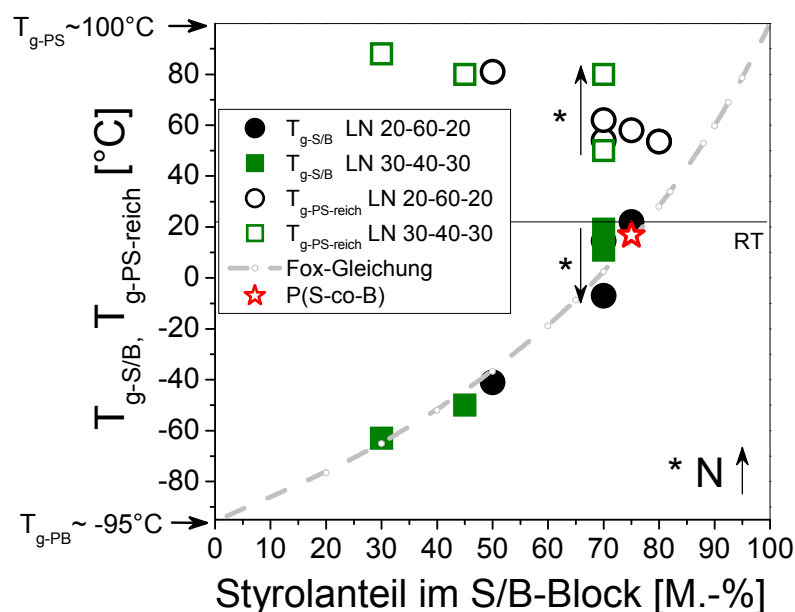 T_g-PS ~100°C
80
60
40
20
0
-20
-40
-60
-80
T_g-PB ~ -95°C
T_g-S/B, T_g-PS-reich [°C]
T_g-S/B LN 20-60-20
T_g-S/B LN 30-40-30
T_g-PS-reich LN 20-60-20
T_g-PS-reich LN 30-40-30
Fox-Gleichung
P(S-co-B)
*
*
RT
* N
0 10 20 30 40 50 60 70 80 90 100
Styrolanteil im S/B-Block [M.-%]